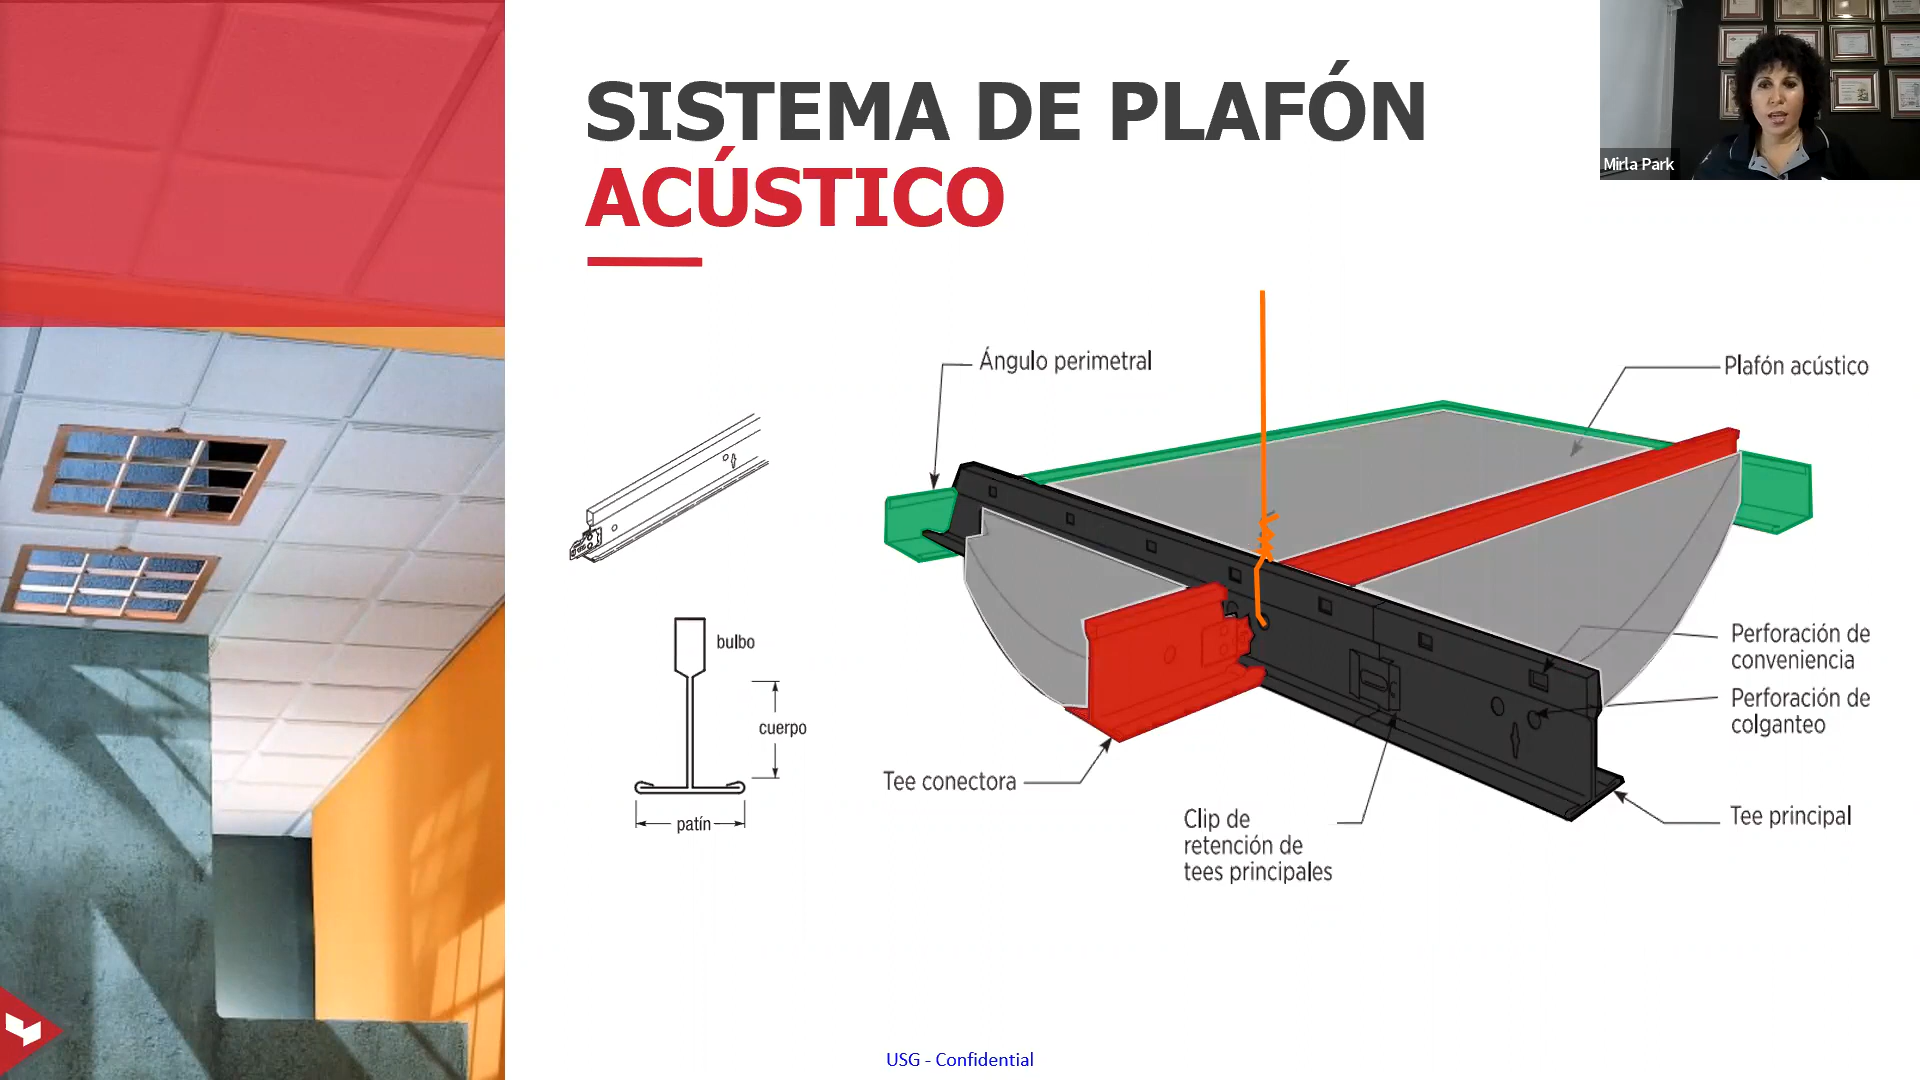 SISTEMA DE PLAFÓN
ACÚSTICO
Mirla Park
Ángulo perimetral
Plafón acústico
bulbo
cuerpo
patín
Perforación de
conveniencia
Perforación de
colganteo
Tee conectora
Clip de
retención de
tees principales
Tee principal
USG - Confidential